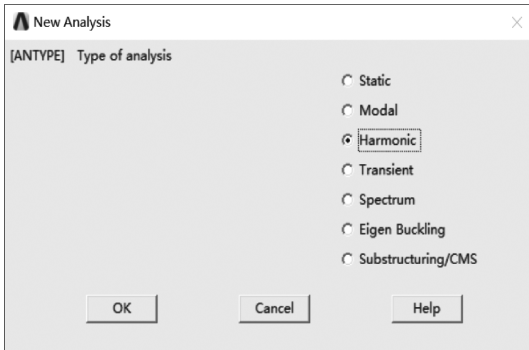 New Analysis
[ANTYPE] Type of analysis
Static
Modal
Harmonic
Transient
Spectrum
Eigen Buckling
Substructuring/CMS
OK Cancel Help